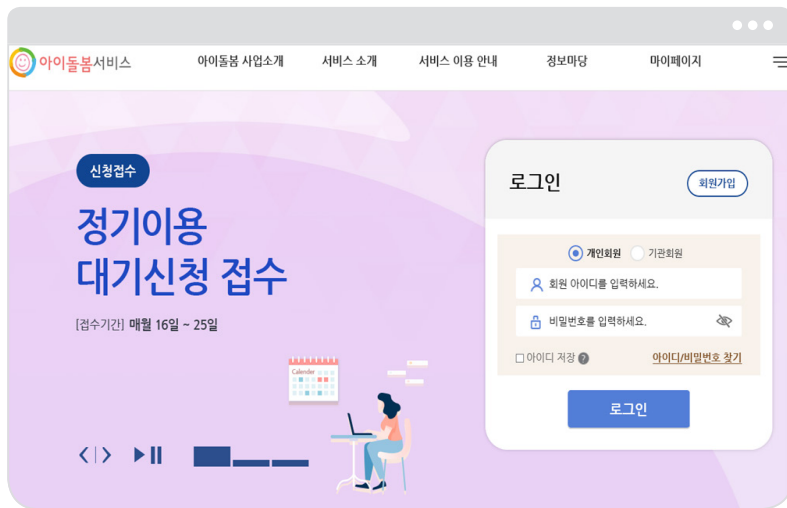 아이돌봄서비스
아이돌봄 사업소개 서비스 소개 서비스 이용 안내 정보마당 마이페이지
신청접수
정기이용
대기신청 접수
[접수기간] 매월 16일 ~ 25일
Calender
로그인
회원가입
개인회원 기관회원
회원 아이디를 입력하세요.
비밀번호를 입력하세요.
아이디 저장 ?
아이디/비밀번호 찾기
로그인